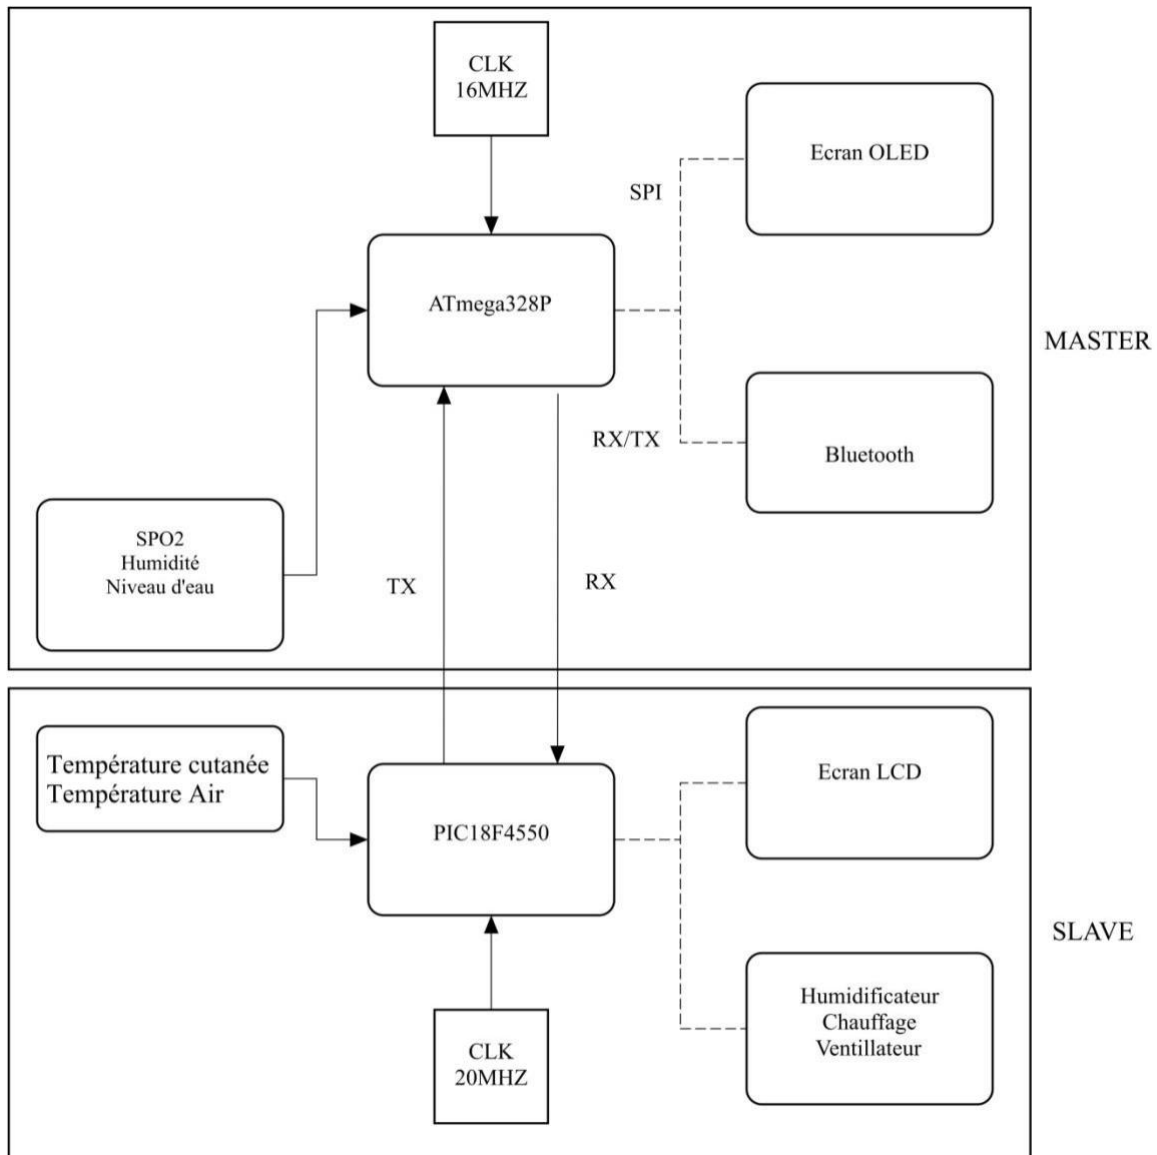 CLK
16MHZ
Ecran OLED
SPI
ATmega328P
MASTER
RX/TX
Bluetooth
SPO2
Humidité
Niveau d'eau
TX
RX
Température cutanée
Température Air
PIC18F4550
Ecran LCD
SLAVE
Humidificateur
Chauffage
Ventillateur
CLK
20MHZ